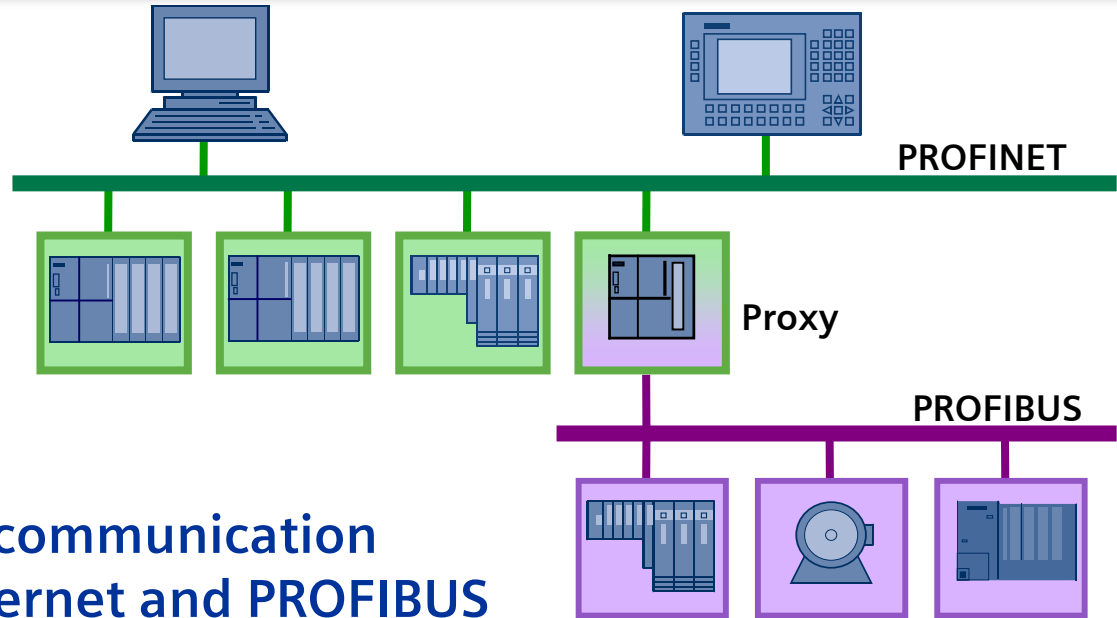 PROFINET
Proxy
PROFIBUS
communication
ernet and PROFIBUS